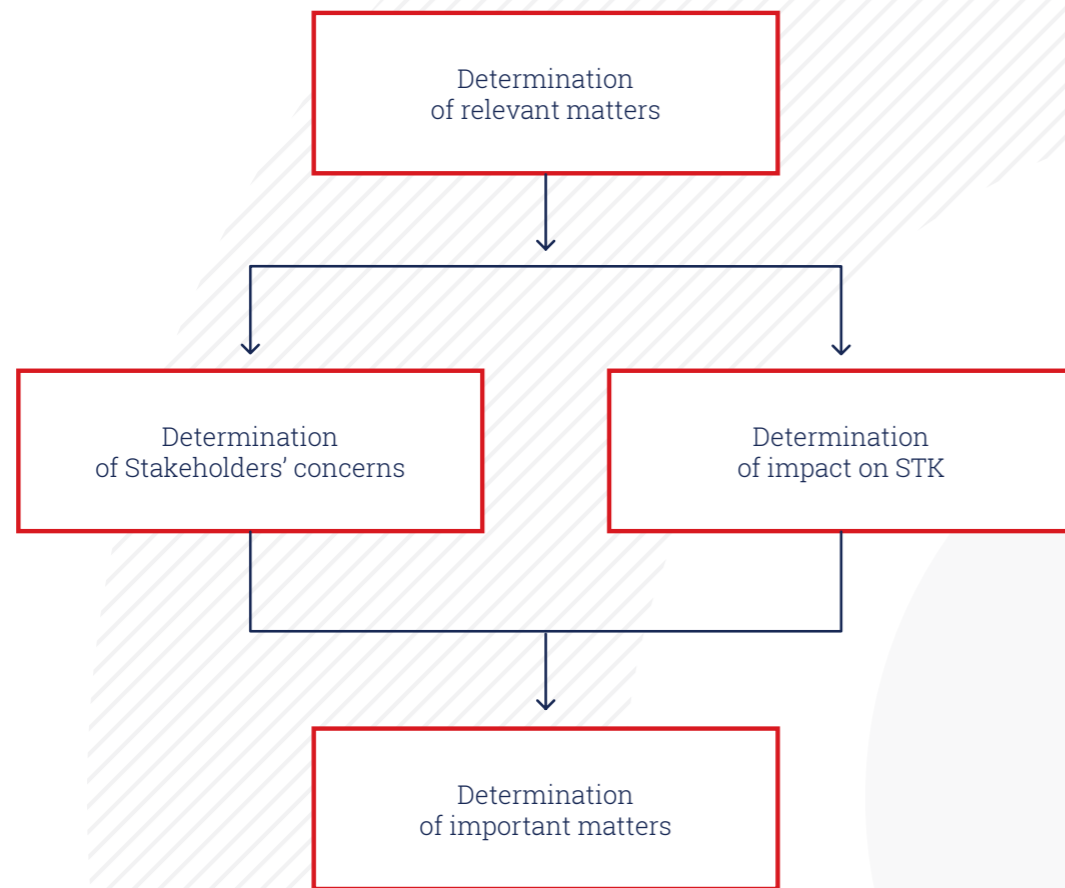 Determination
of relevant matters
Determination
of Stakeholders’ concerns
Determination
of impact on STK
Determination
of important matters